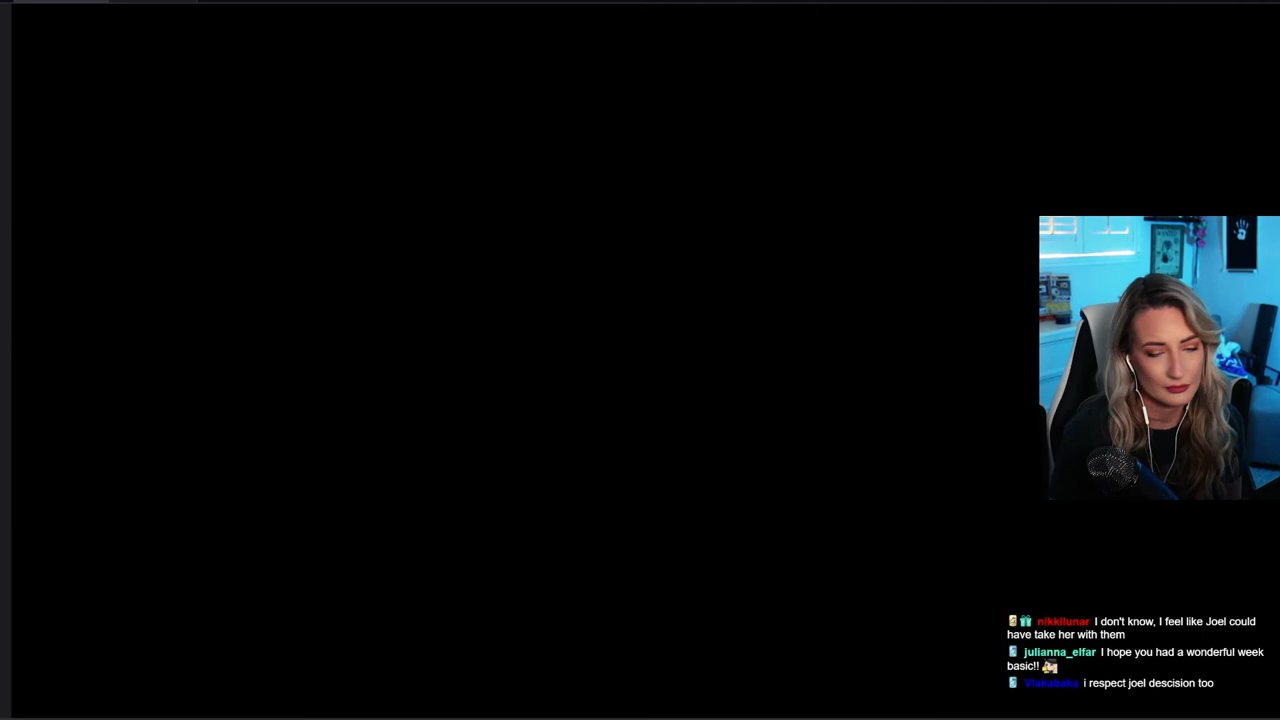 nikkilunar I don't know, I feel like Joel could
have take her with them
julianna_elfar I hope you had a wonderful week
basic!!
i respect joel descision too